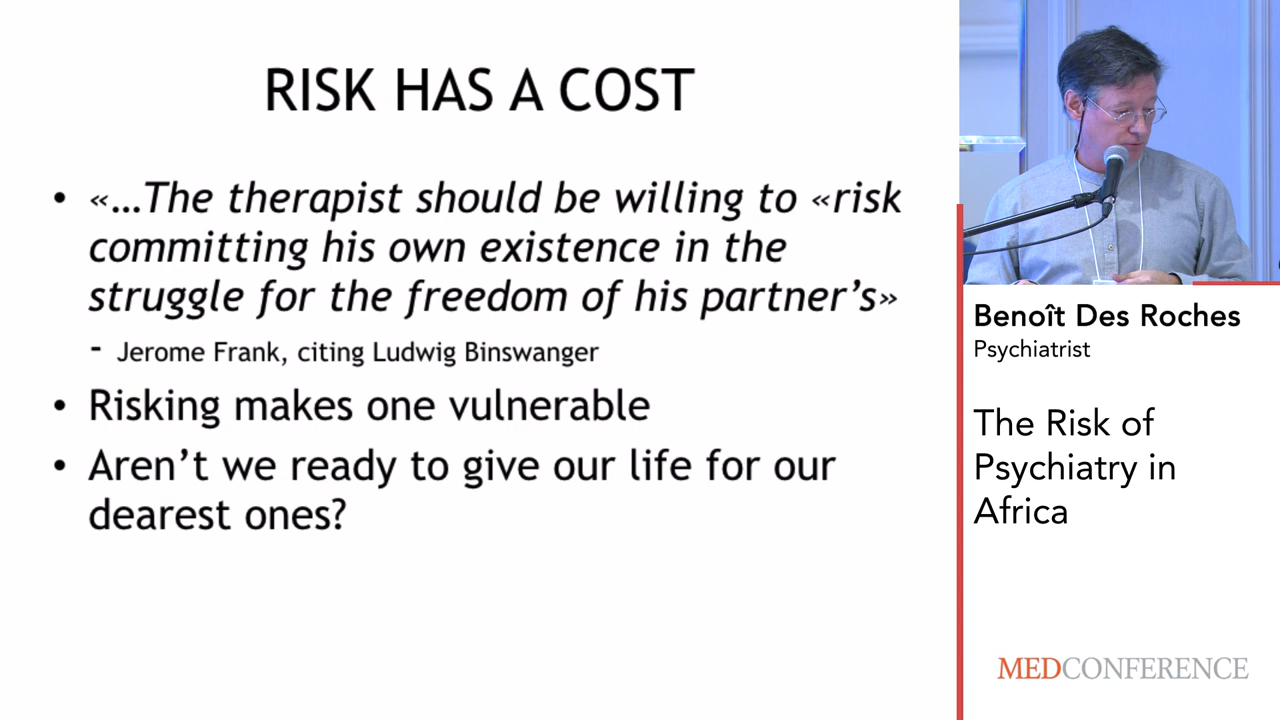 RISK HAS A COST
• «…The therapist should be willing to «risk
committing his own existence in the
struggle for the freedom of his partner’s»
- Jerome Frank, citing Ludwig Binswanger
• Risking makes one vulnerable
• Aren’t we ready to give our life for our
dearest ones?
Benoît Des Roches
Psychiatrist
The Risk of
Psychiatry in
Africa
MEDCONFERENCE